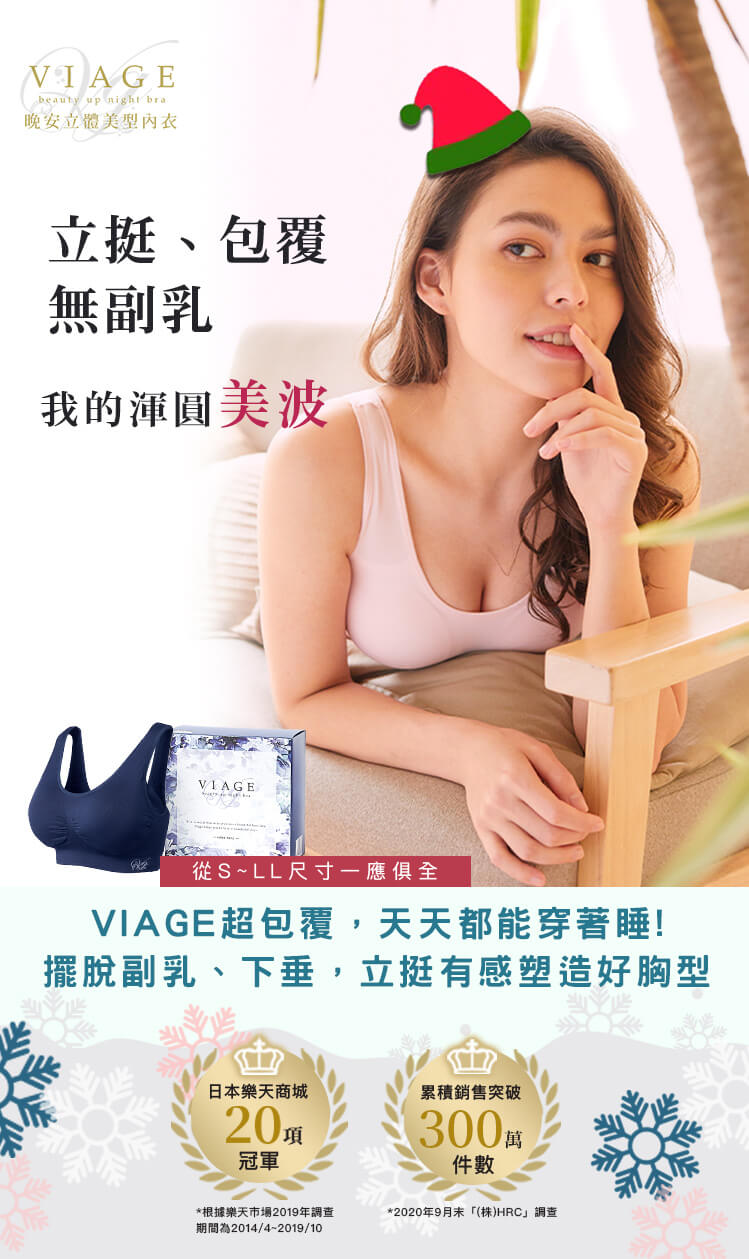 VIAGE
beauty up night bra
晚安立體美型內衣
立挺、包覆
無副乳
我的渾圓美波
VIAGE
從S~LL尺寸一應俱全
VIAGE超包覆，天天都能穿著睡!
擺脫副乳、下垂，立挺有感塑造好胸型
日本樂天商城
20項
冠軍
累積銷售突破
300萬
件數
*根據樂天市場2019年調查
期間為2014/4~2019/10
*2020年9月末「(株)HRC」調查